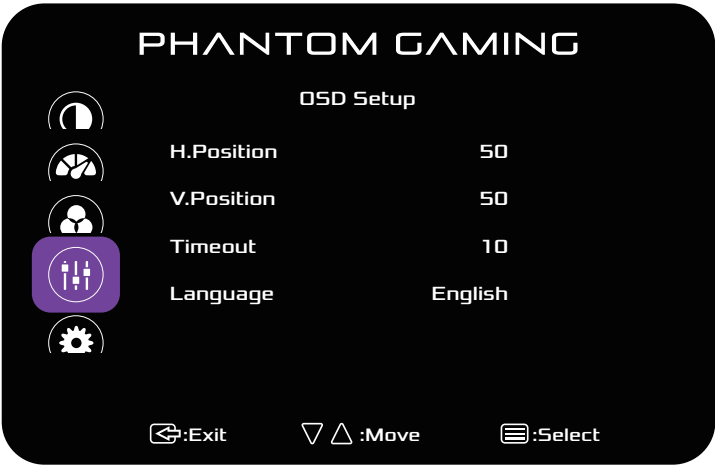 PHANTOM GAMING
OSD Setup
H.Position 50
V.Position 50
Timeout 10
Language English
:Exit :Move :Select